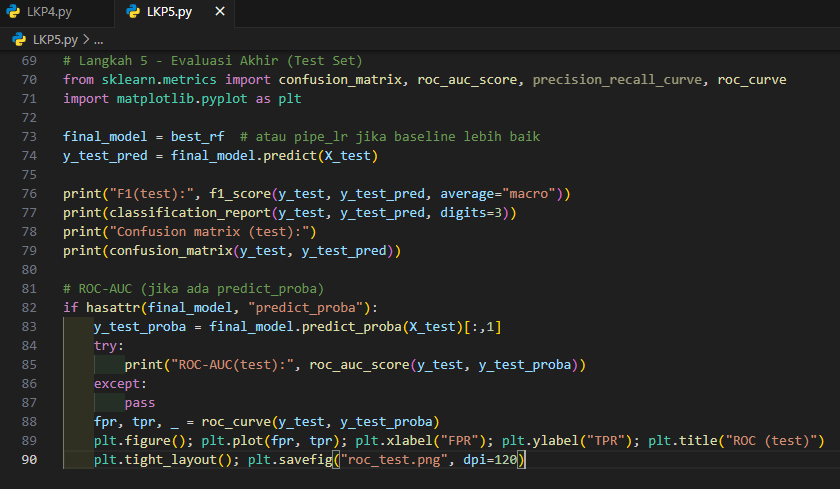 LKP4.py LKP5.py ×
LKP5.py > ...
69 # Langkah 5 - Evaluasi Akhir (Test Set)
70 from sklearn.metrics import confusion_matrix, roc_auc_score, precision_recall_curve, roc_curve
71 import matplotlib.pyplot as plt
72
73 final_model = best_rf  # atau pipe_lr jika baseline lebih baik
74 y_test_pred = final_model.predict(X_test)
75
76 print("F1(test):", f1_score(y_test, y_test_pred, average="macro"))
77 print(classification_report(y_test, y_test_pred, digits=3))
78 print("Confusion matrix (test):")
79 print(confusion_matrix(y_test, y_test_pred))
80
81 # ROC-AUC (jika ada predict_proba)
82 if hasattr(final_model, "predict_proba"):
83     y_test_proba = final_model.predict_proba(X_test)[:,1]
84     try:
85         print("ROC-AUC(test):", roc_auc_score(y_test, y_test_proba))
86     except:
87         pass
88     fpr, tpr, _ = roc_curve(y_test, y_test_proba)
89     plt.figure(); plt.plot(fpr, tpr); plt.xlabel("FPR"); plt.ylabel("TPR"); plt.title("ROC (test)")
90     plt.tight_layout(); plt.savefig("roc_test.png", dpi=120)